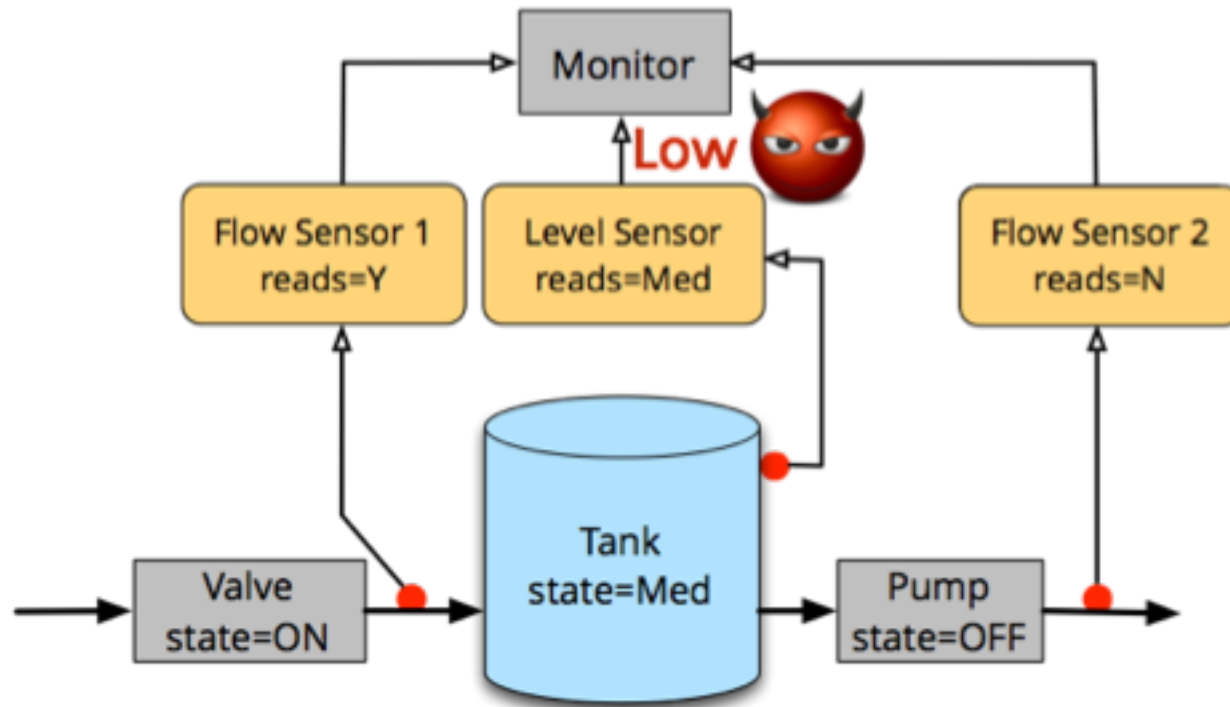 Monitor
Low
Flow Sensor 1
reads=Y
Level Sensor
reads=Med
Flow Sensor 2
reads=N
Tank
state=Med
Valve
state=ON
Pump
state=OFF